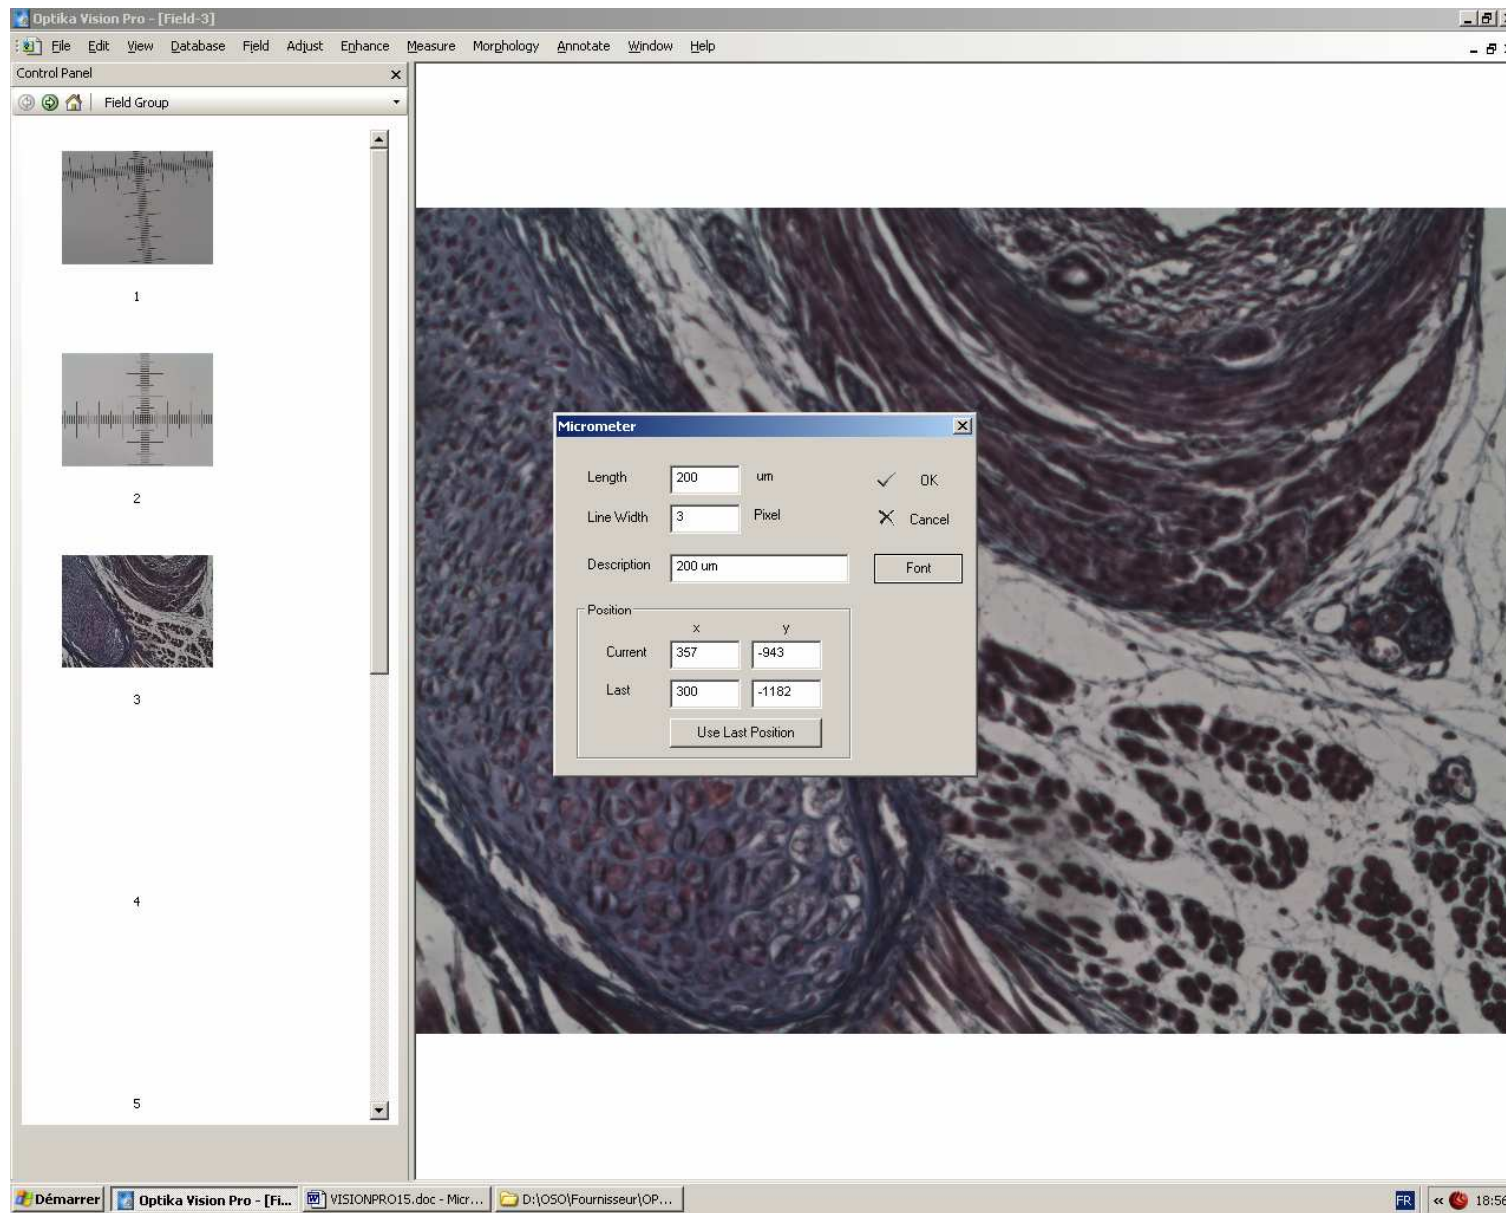 Optika Vision Pro - [Field-3]
File Edit View Database Field Adjust Enhance Measure Morphology Annotate Window Help
Control Panel
Field Group
1
2
3
4
5
Micrometer
Length 200 um
OK
Line Width 3 Pixel
Cancel
Description 200 um
Font
Position
x y
Current 357 -943
Last 300 -1182
Use Last Position
Démarrer Optika Vision Pro - [Fi... VISIONPRO15.doc - Micr... D:\OSO\Fournisseur\OP... FR « 18:56